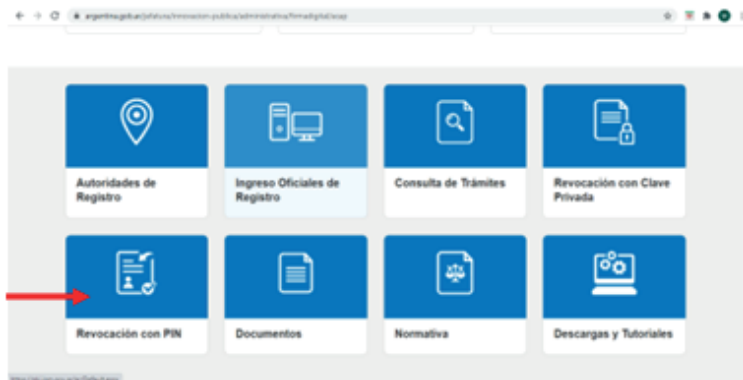 argentina.gob.ar/jefatura/innovacion-publica/administrativa/firmadigital/acap
Autoridades de
Registro
Ingreso Oficiales de
Registro
Consulta de Trámites
Revocación con Clave
Privada
Revocación con PIN
Documentos
Normativa
Descargas y Tutoriales